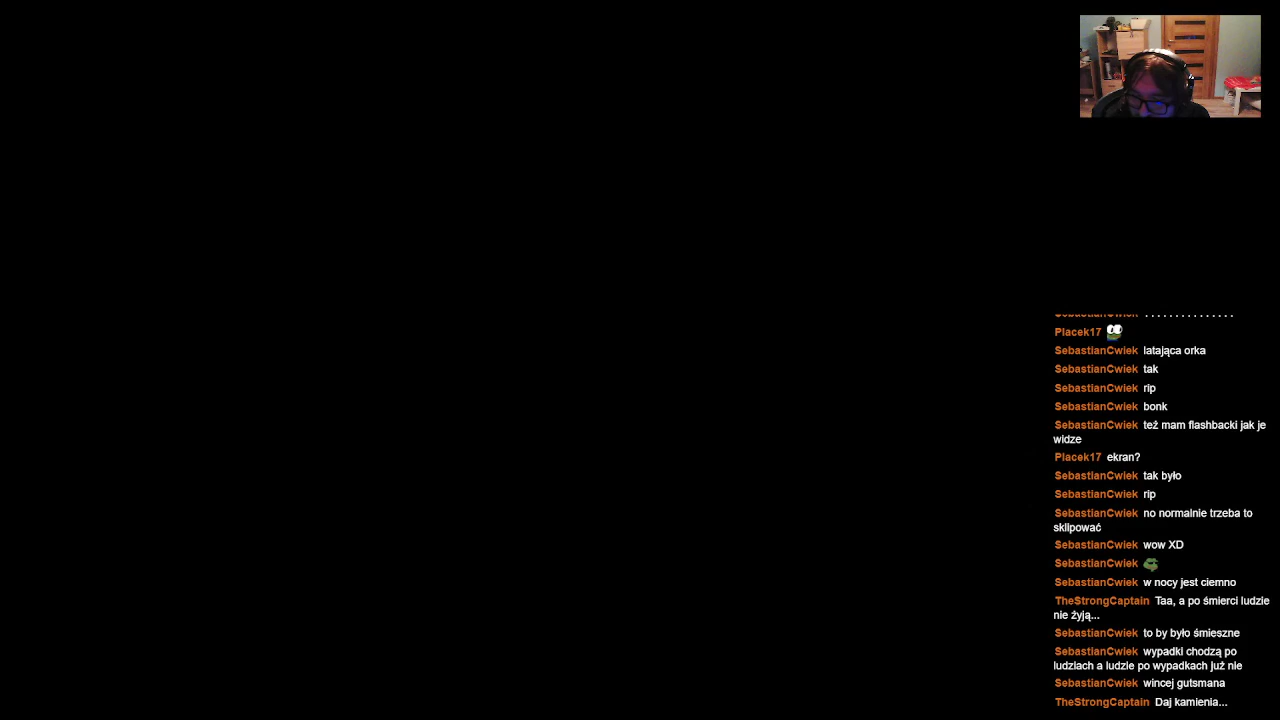 SebastianCwiek ...............
Placek17
SebastianCwiek latająca orka
SebastianCwiek tak
SebastianCwiek rip
SebastianCwiek bonk
SebastianCwiek też mam flashbacki jak je
widze
Placek17 ekran?
SebastianCwiek tak było
SebastianCwiek rip
SebastianCwiek no normalnie trzeba to
sklipować
SebastianCwiek wow XD
SebastianCwiek
SebastianCwiek w nocy jest ciemno
TheStrongCaptain Taa, a po śmierci ludzie
nie żyją...
SebastianCwiek to by było śmieszne
SebastianCwiek wypadki chodzą po
ludziach a ludzie po wypadkach już nie
SebastianCwiek wincej gutsmana
TheStrongCaptain Daj kamienia...